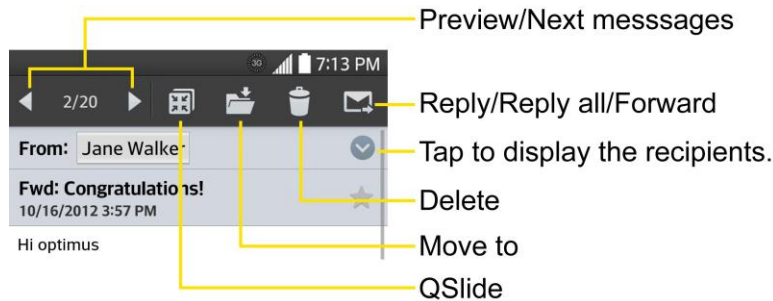 Preview/Next messsages
3G 7:13 PM
2/20
Reply/Reply all/Forward
From: Jane Walker
Tap to display the recipients.
Fwd: Congratulations!
Delete
10/16/2012 3:57 PM
Hi optimus
Move to
QSlide